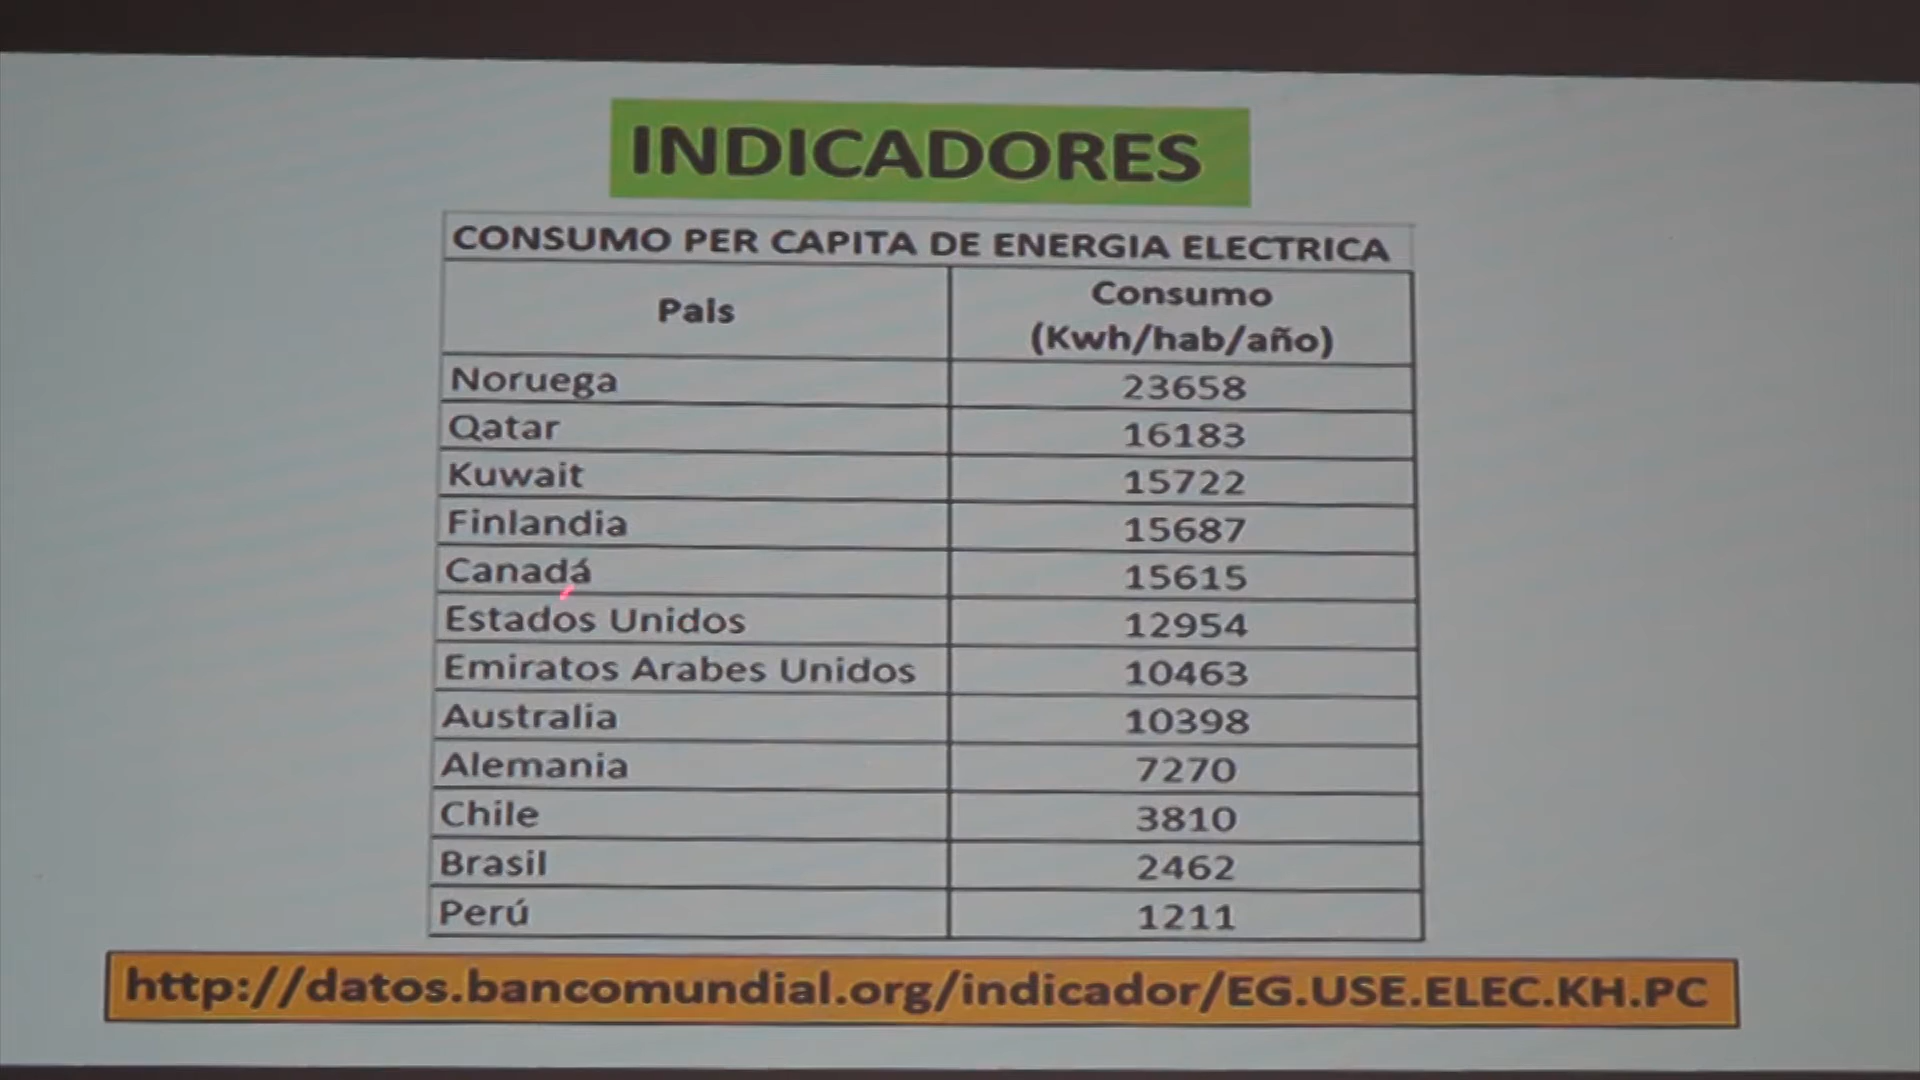 INDICADORES
CONSUMO PER CAPITA DE ENERGIA ELECTRICA
País Consumo (Kwh/hab/año)
Noruega 23658
Qatar 16183
Kuwait 15722
Finlandia 15687
Canadá 15615
Estados Unidos 12954
Emiratos Arabes Unidos 10463
Australia 10398
Alemania 7270
Chile 3810
Brasil 2462
Perú 1211
http://datos.bancomundial.org/indicador/EG.USE.ELEC.KH.PC